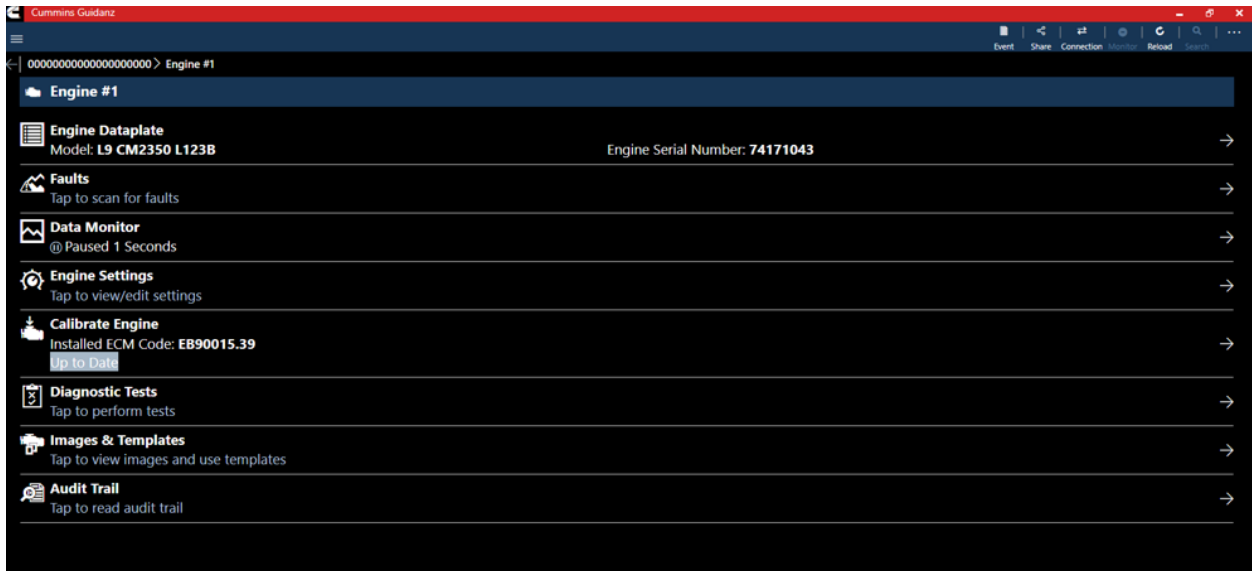 Cummins Guidanz
Event Share Connection Monitor Reload Search
00000000000000000000 > Engine #1
Engine #1
Engine Dataplate
Model: L9 CM2350 L123B Engine Serial Number: 74171043
Faults
Tap to scan for faults
Data Monitor
Paused 1 Seconds
Engine Settings
Tap to view/edit settings
Calibrate Engine
Installed ECM Code: EB90015.39
Up to Date
Diagnostic Tests
Tap to perform tests
Images & Templates
Tap to view images and use templates
Audit Trail
Tap to read audit trail